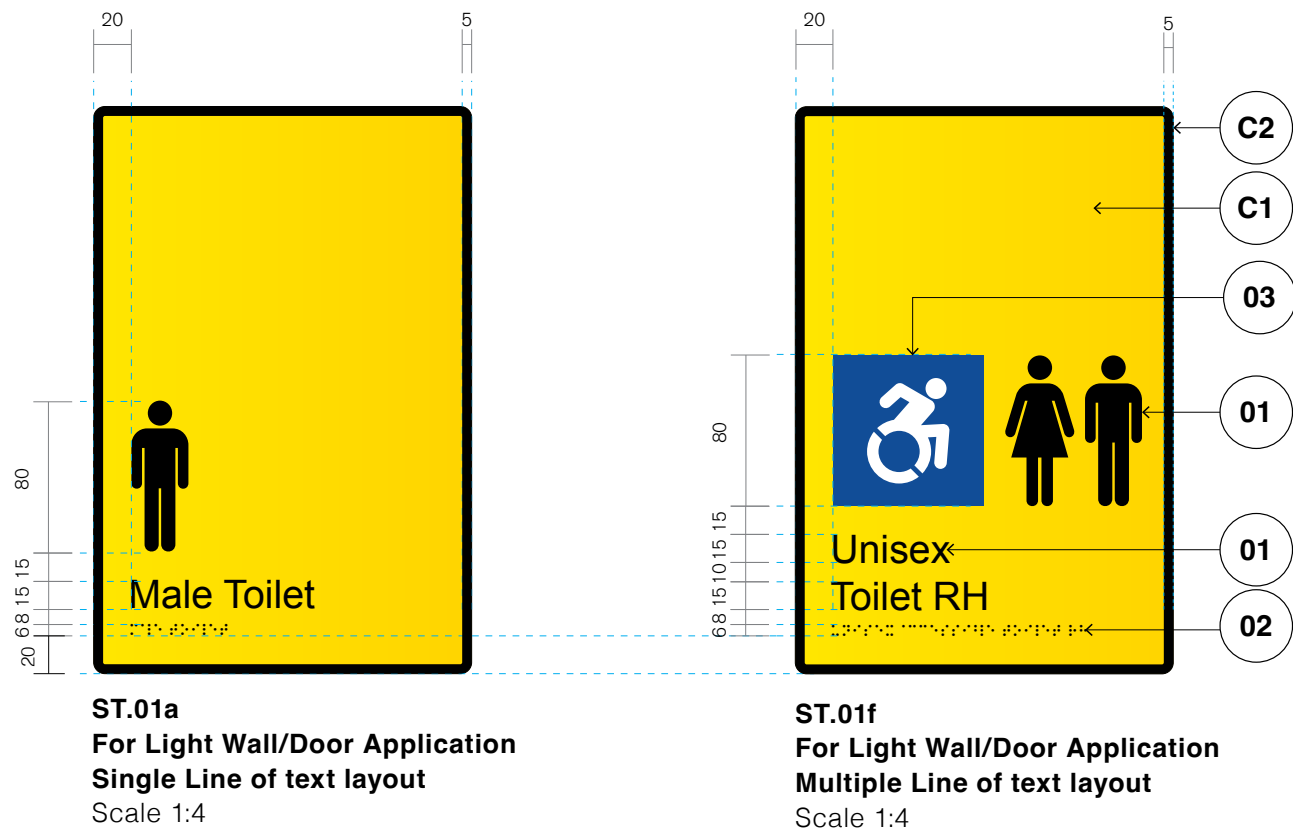 20
5
20
5
C2
C1
03
80
80
01
15
15
15
Unisex
01
10
15
Male Toilet
15
Toilet RH
8
8
6
6
02
20
ST.01a
For Light Wall/Door Application
Single Line of text layout
Scale 1:4
ST.01f
For Light Wall/Door Application
Multiple Line of text layout
Scale 1:4